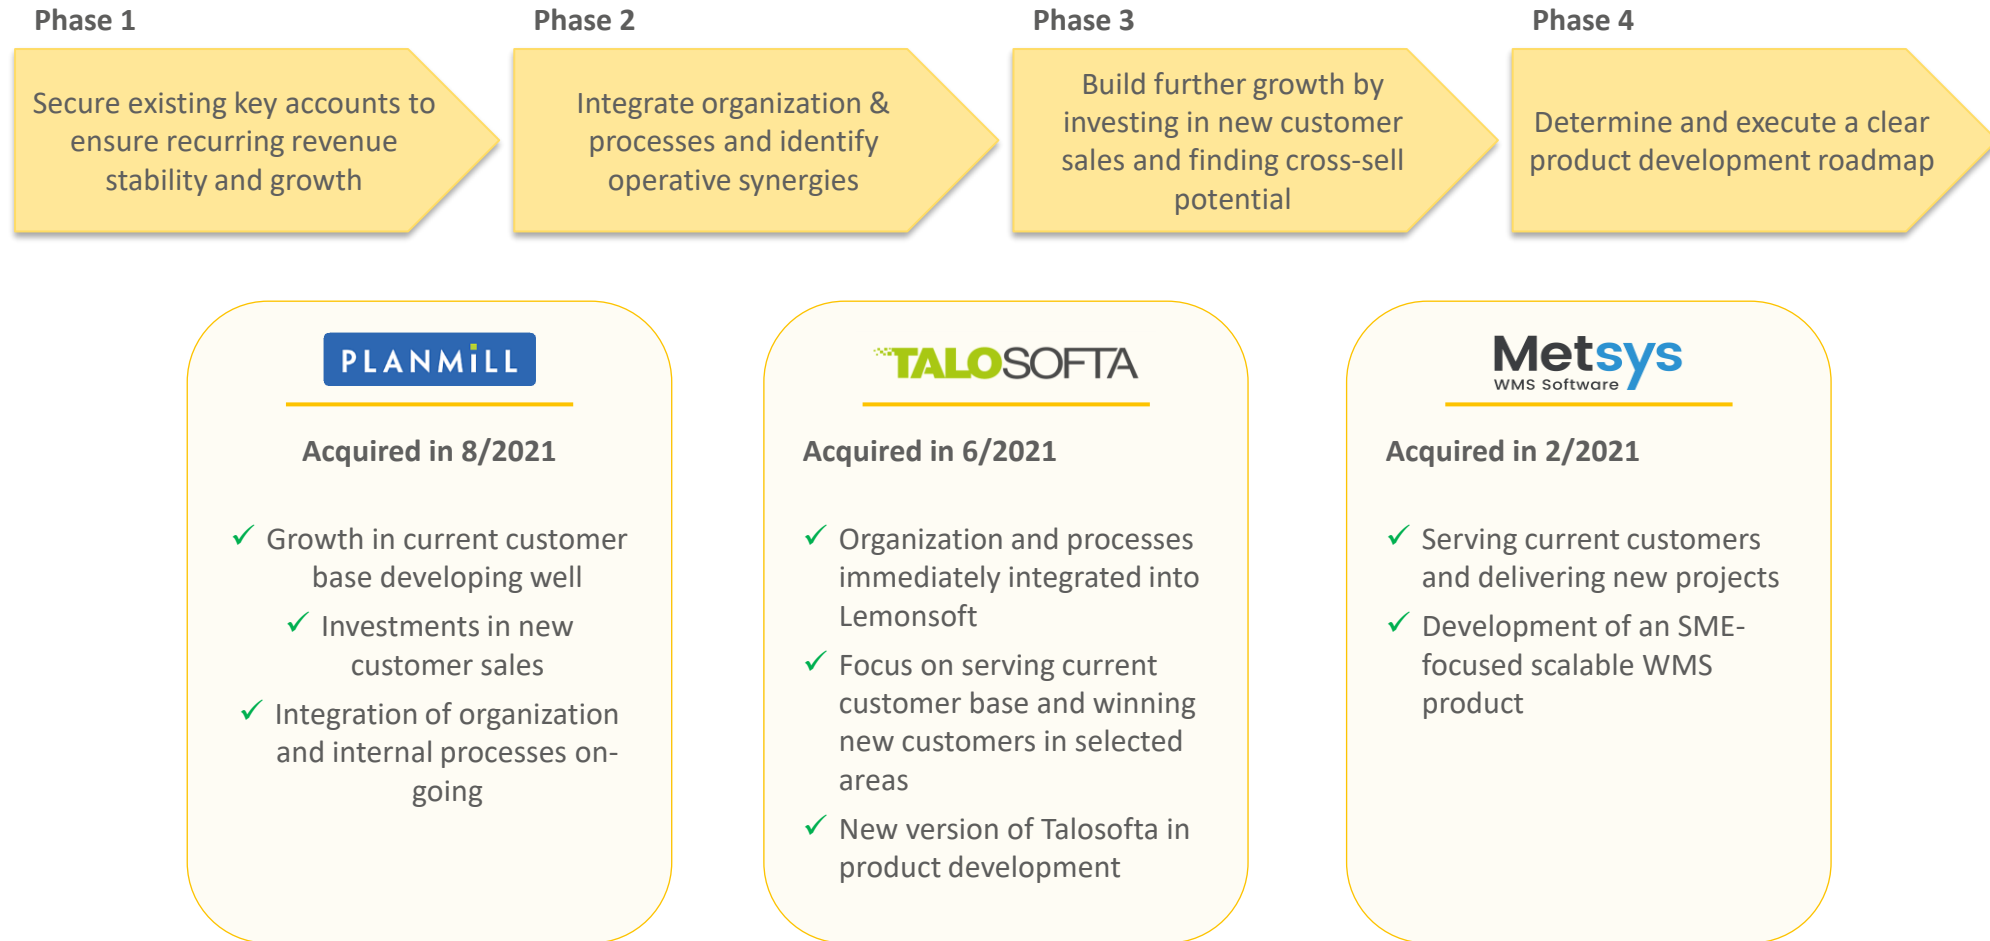 Phase 1
Phase 2
Phase 3
Phase 4
Secure existing key accounts to
ensure recurring revenue
stability and growth
Integrate organization &
processes and identify
operative synergies
Build further growth by
investing in new customer
sales and finding cross-sell
potential
Determine and execute a clear
product development roadmap
PLANMiLL
Acquired in 8/2021
✓ Growth in current customer
base developing well
✓ Investments in new
customer sales
✓ Integration of organization
and internal processes on-
going
TALOSOFTA
Acquired in 6/2021
✓ Organization and processes
immediately integrated into
Lemonsoft
✓ Focus on serving current
customer base and winning
new customers in selected
areas
✓ New version of Talosofta in
product development
Metsys
WMS Software
Acquired in 2/2021
✓ Serving current customers
and delivering new projects
✓ Development of an SME-
focused scalable WMS
product